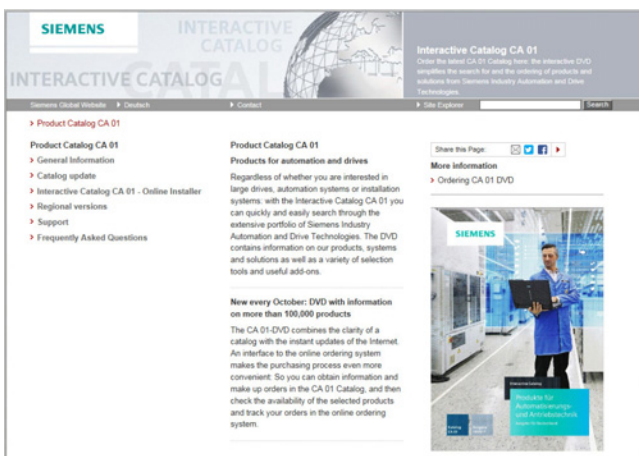 SIEMENS
INTERACTIVE
CATALOG
INTERACTIVE CATALOG
CATAL
Interactive Catalog CA 01
Order the latest CA 01 Catalog here: the interactive DVD
simplifies the search for and the ordering of products and
solutions from Siemens Industry Automation and Drive
Technologies.
Siemens Global Website
Deutsch
Contact
Site Explorer
Search
Product Catalog CA 01
Product Catalog CA 01
General Information
Catalog update
Interactive Catalog CA 01 - Online Installer
Regional versions
Support
Frequently Asked Questions
Product Catalog CA 01
Products for automation and drives
Regardless of whether you are interested in
large drives, automation systems or installation
systems: with the Interactive Catalog CA 01 you
can quickly and easily search through the
extensive portfolio of Siemens Industry
Automation and Drive Technologies. The DVD
contains information on our products, systems
and solutions as well as a variety of selection
tools and useful add-ons.
New every October: DVD with information
on more than 100,000 products
The CA 01-DVD combines the clarity of a
catalog with the instant updates of the Internet.
An interface to the online ordering system
makes the purchasing process even more
convenient: So you can obtain information and
make up orders in the CA 01 Catalog, and then
check the availability of the selected products
and track your orders in the online ordering
system.
Share this Page:
More information
Ordering CA 01 DVD
SIEMENS
Produkte für
Automatisierungs-
und Antriebstechnik